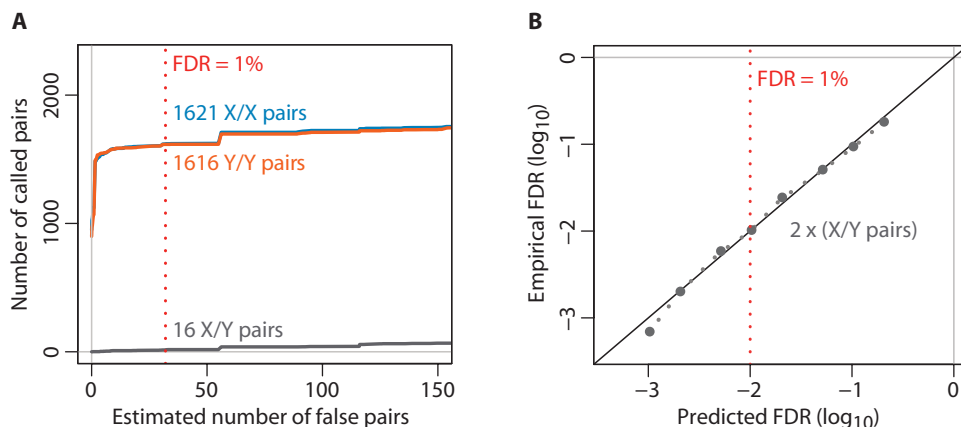 A
Number of called pairs
2000
1000
0
FDR = 1%
1621 X/X pairs
1616 Y/Y pairs
16 X/Y pairs
0
50
100
150
Estimated number of false pairs
B
Empirical FDR (log10)
0
−1
−2
−3
FDR = 1%
2 x (X/Y pairs)
−3
−2
−1
0
Predicted FDR (log10)